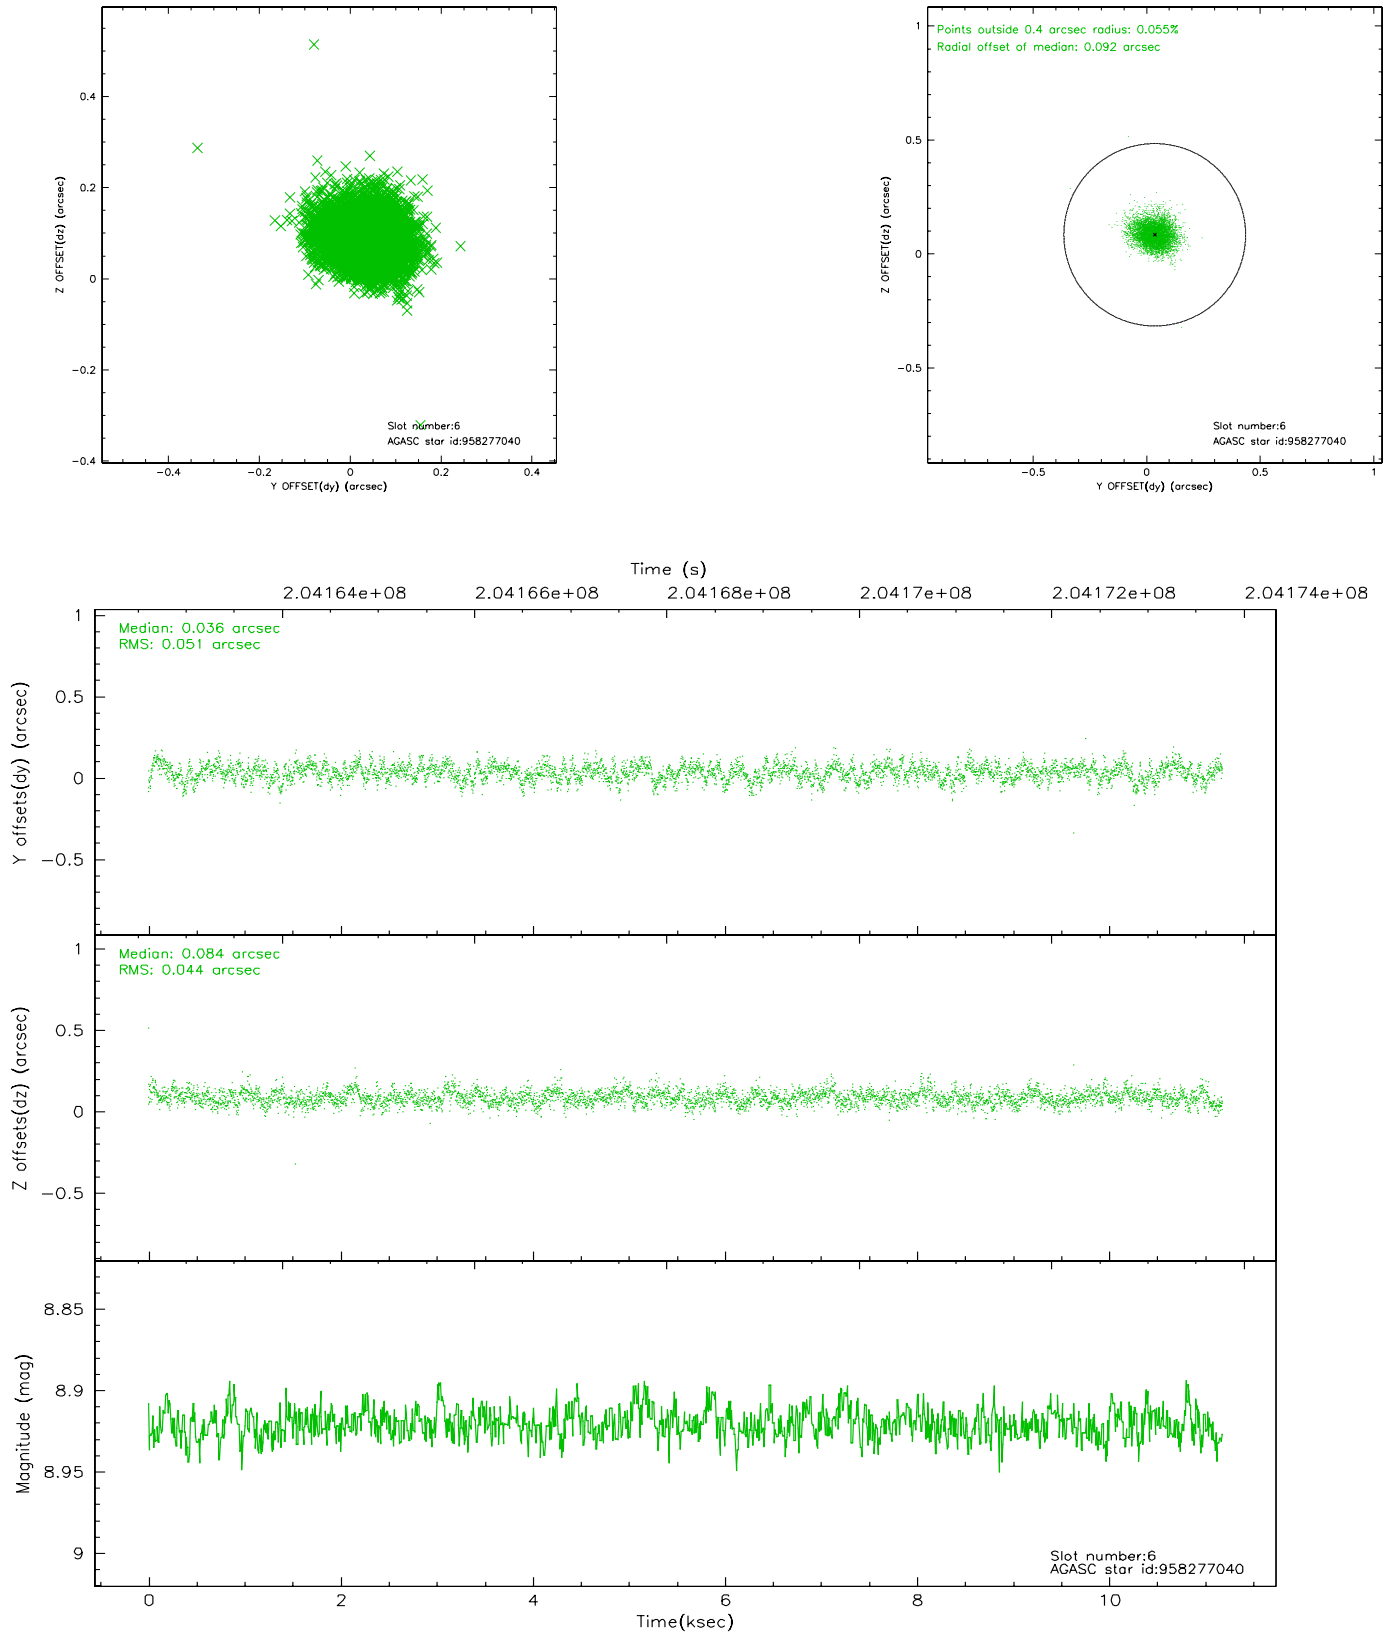 0.4
0.2
0
−0.2
−0.4
Z OFFSET(dz) (arcsec)
−0.4
−0.2
0
0.2
0.4
Y OFFSET(dy) (arcsec)
Slot number:6
AGASC star id:958277040
Points outside 0.4 arcsec radius: 0.055%
Radial offset of median: 0.092 arcsec
1
0.5
0
−0.5
Z OFFSET(dz) (arcsec)
−0.5
0
0.5
1
Y OFFSET(dy) (arcsec)
Slot number:6
AGASC star id:958277040
Time (s)
2.04164e+08
2.04166e+08
2.04168e+08
2.0417e+08
2.04172e+08
2.04174e+08
Median: 0.036 arcsec
RMS: 0.051 arcsec
1
0.5
0
−0.5
Y offsets(dy) (arcsec)
Median: 0.084 arcsec
RMS: 0.044 arcsec
1
0.5
0
−0.5
Z offsets(dz) (arcsec)
8.85
8.9
8.95
9
Magnitude (mag)
Slot number:6
AGASC star id:958277040
0
2
4
6
8
10
Time(ksec)